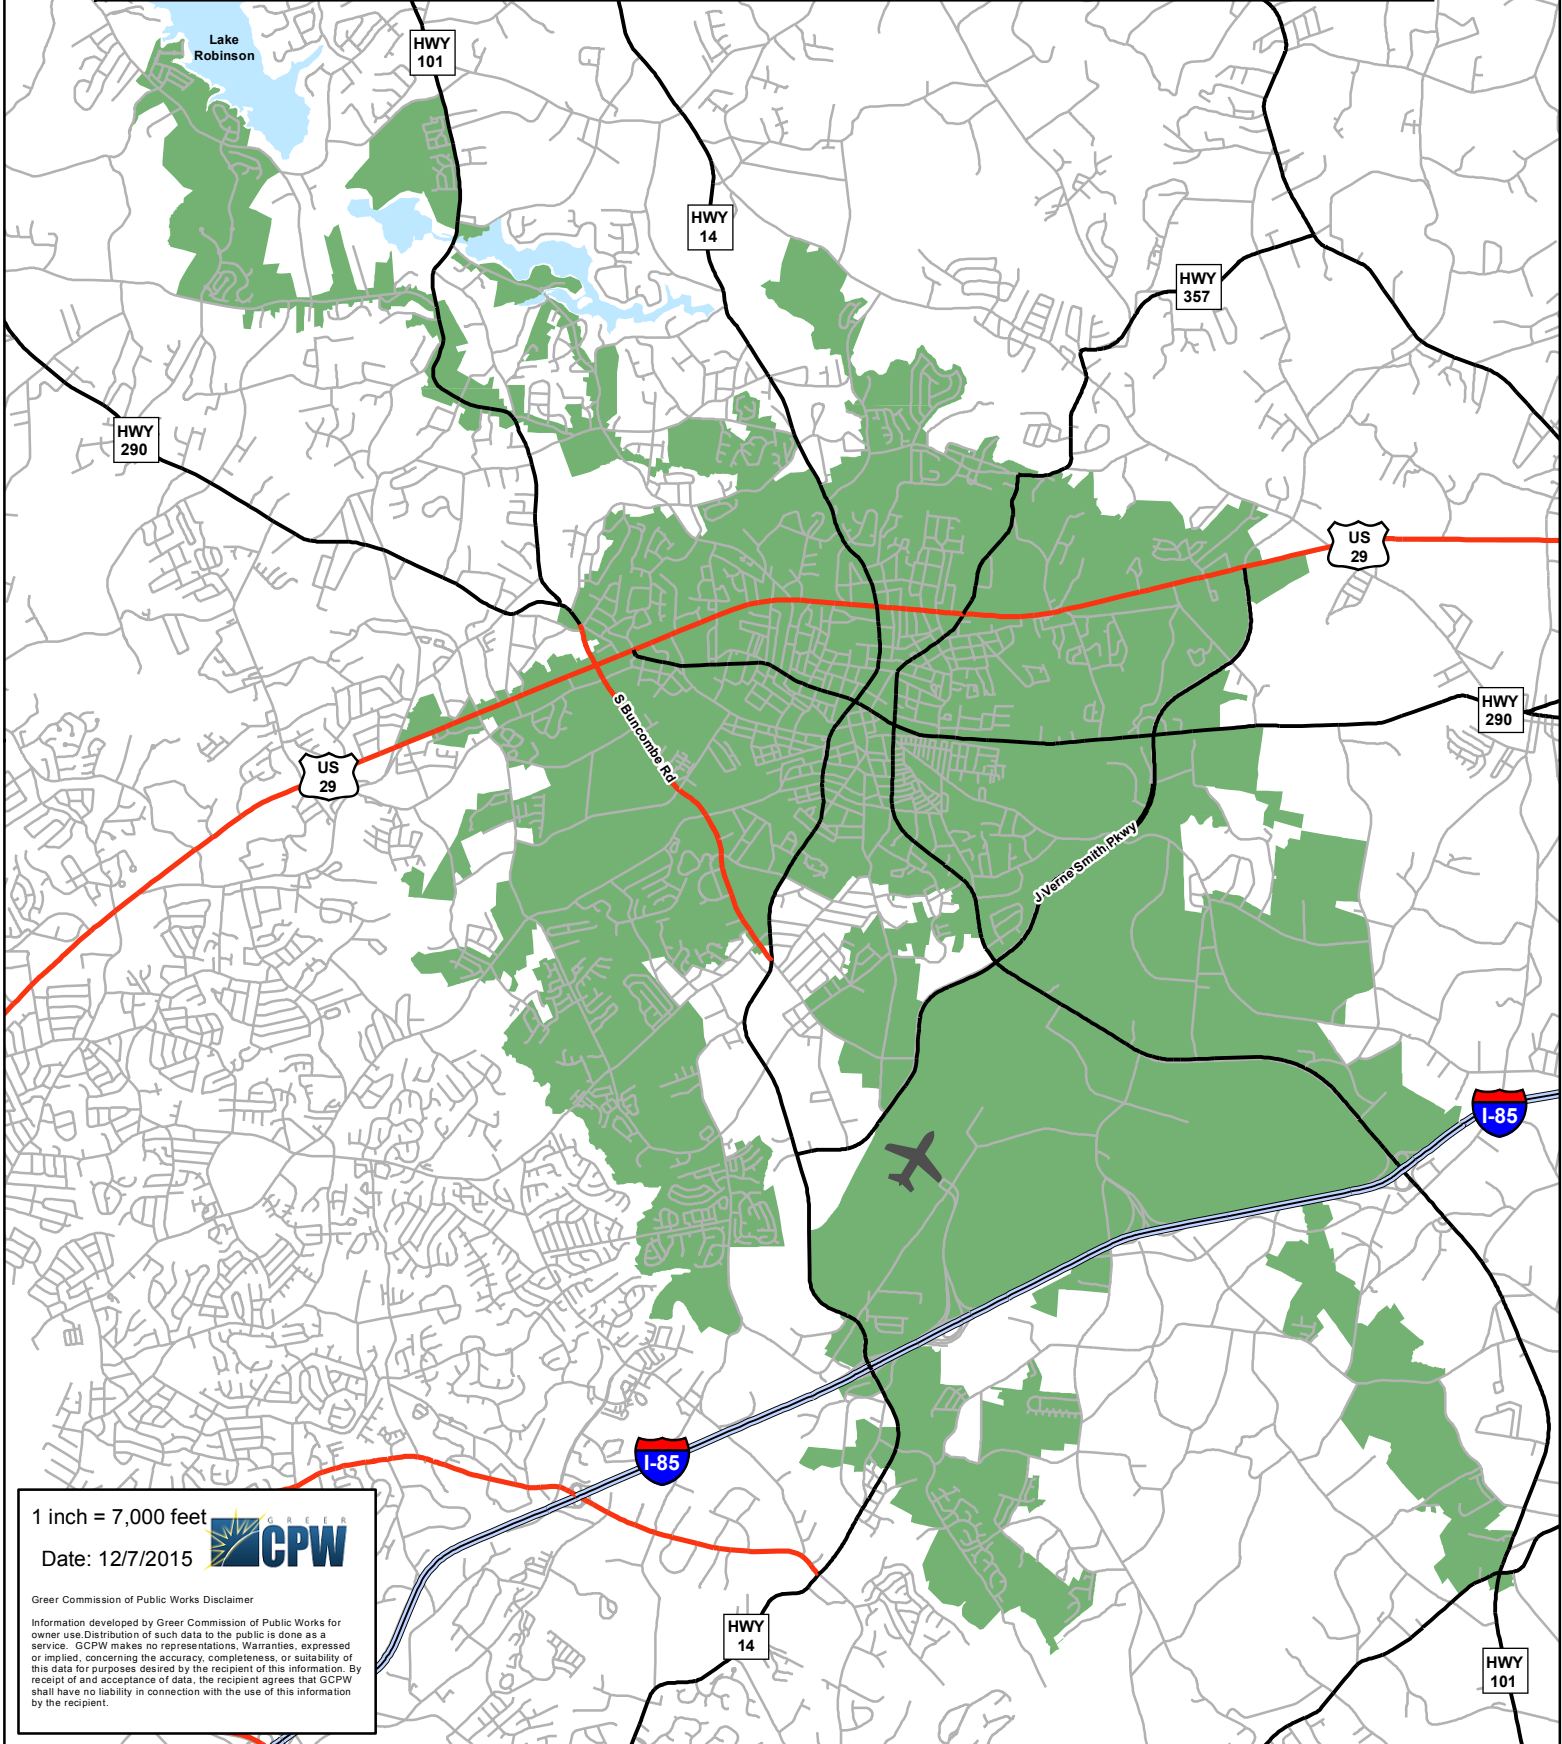 Lake
Robinson
HWY
101
HWY
14
HWY
357
HWY
290
US
29
HWY
290
S Buncombe Rd
US
29
J Verne Smith Pkwy
I-85
I-85
1 inch = 7,000 feet
GREER
CPW
Date: 12/7/2015
Greer Commission of Public Works Disclaimer
Information developed by Greer Commission of Public Works for
owner use.Distribution of such data to the public is done as a
service. GCPW makes no representations, Warranties, expressed
or implied, concerning the accuracy, completeness, or suitability of
this data for purposes desired by the recipient of this information. By
receipt of and acceptance of data, the recipient agrees that GCPW
shall have no liability in connection with the use of this information
by the recipient.
HWY
14
HWY
101